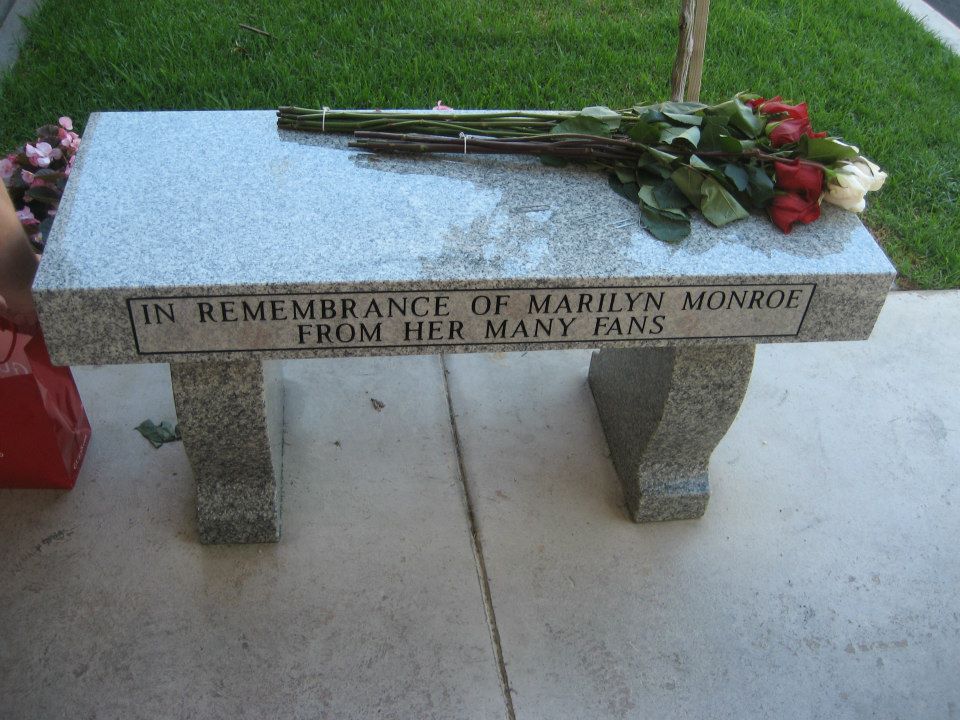 IN REMEMBRANCE OF MARILYN MONROE
FROM HER MANY FANS